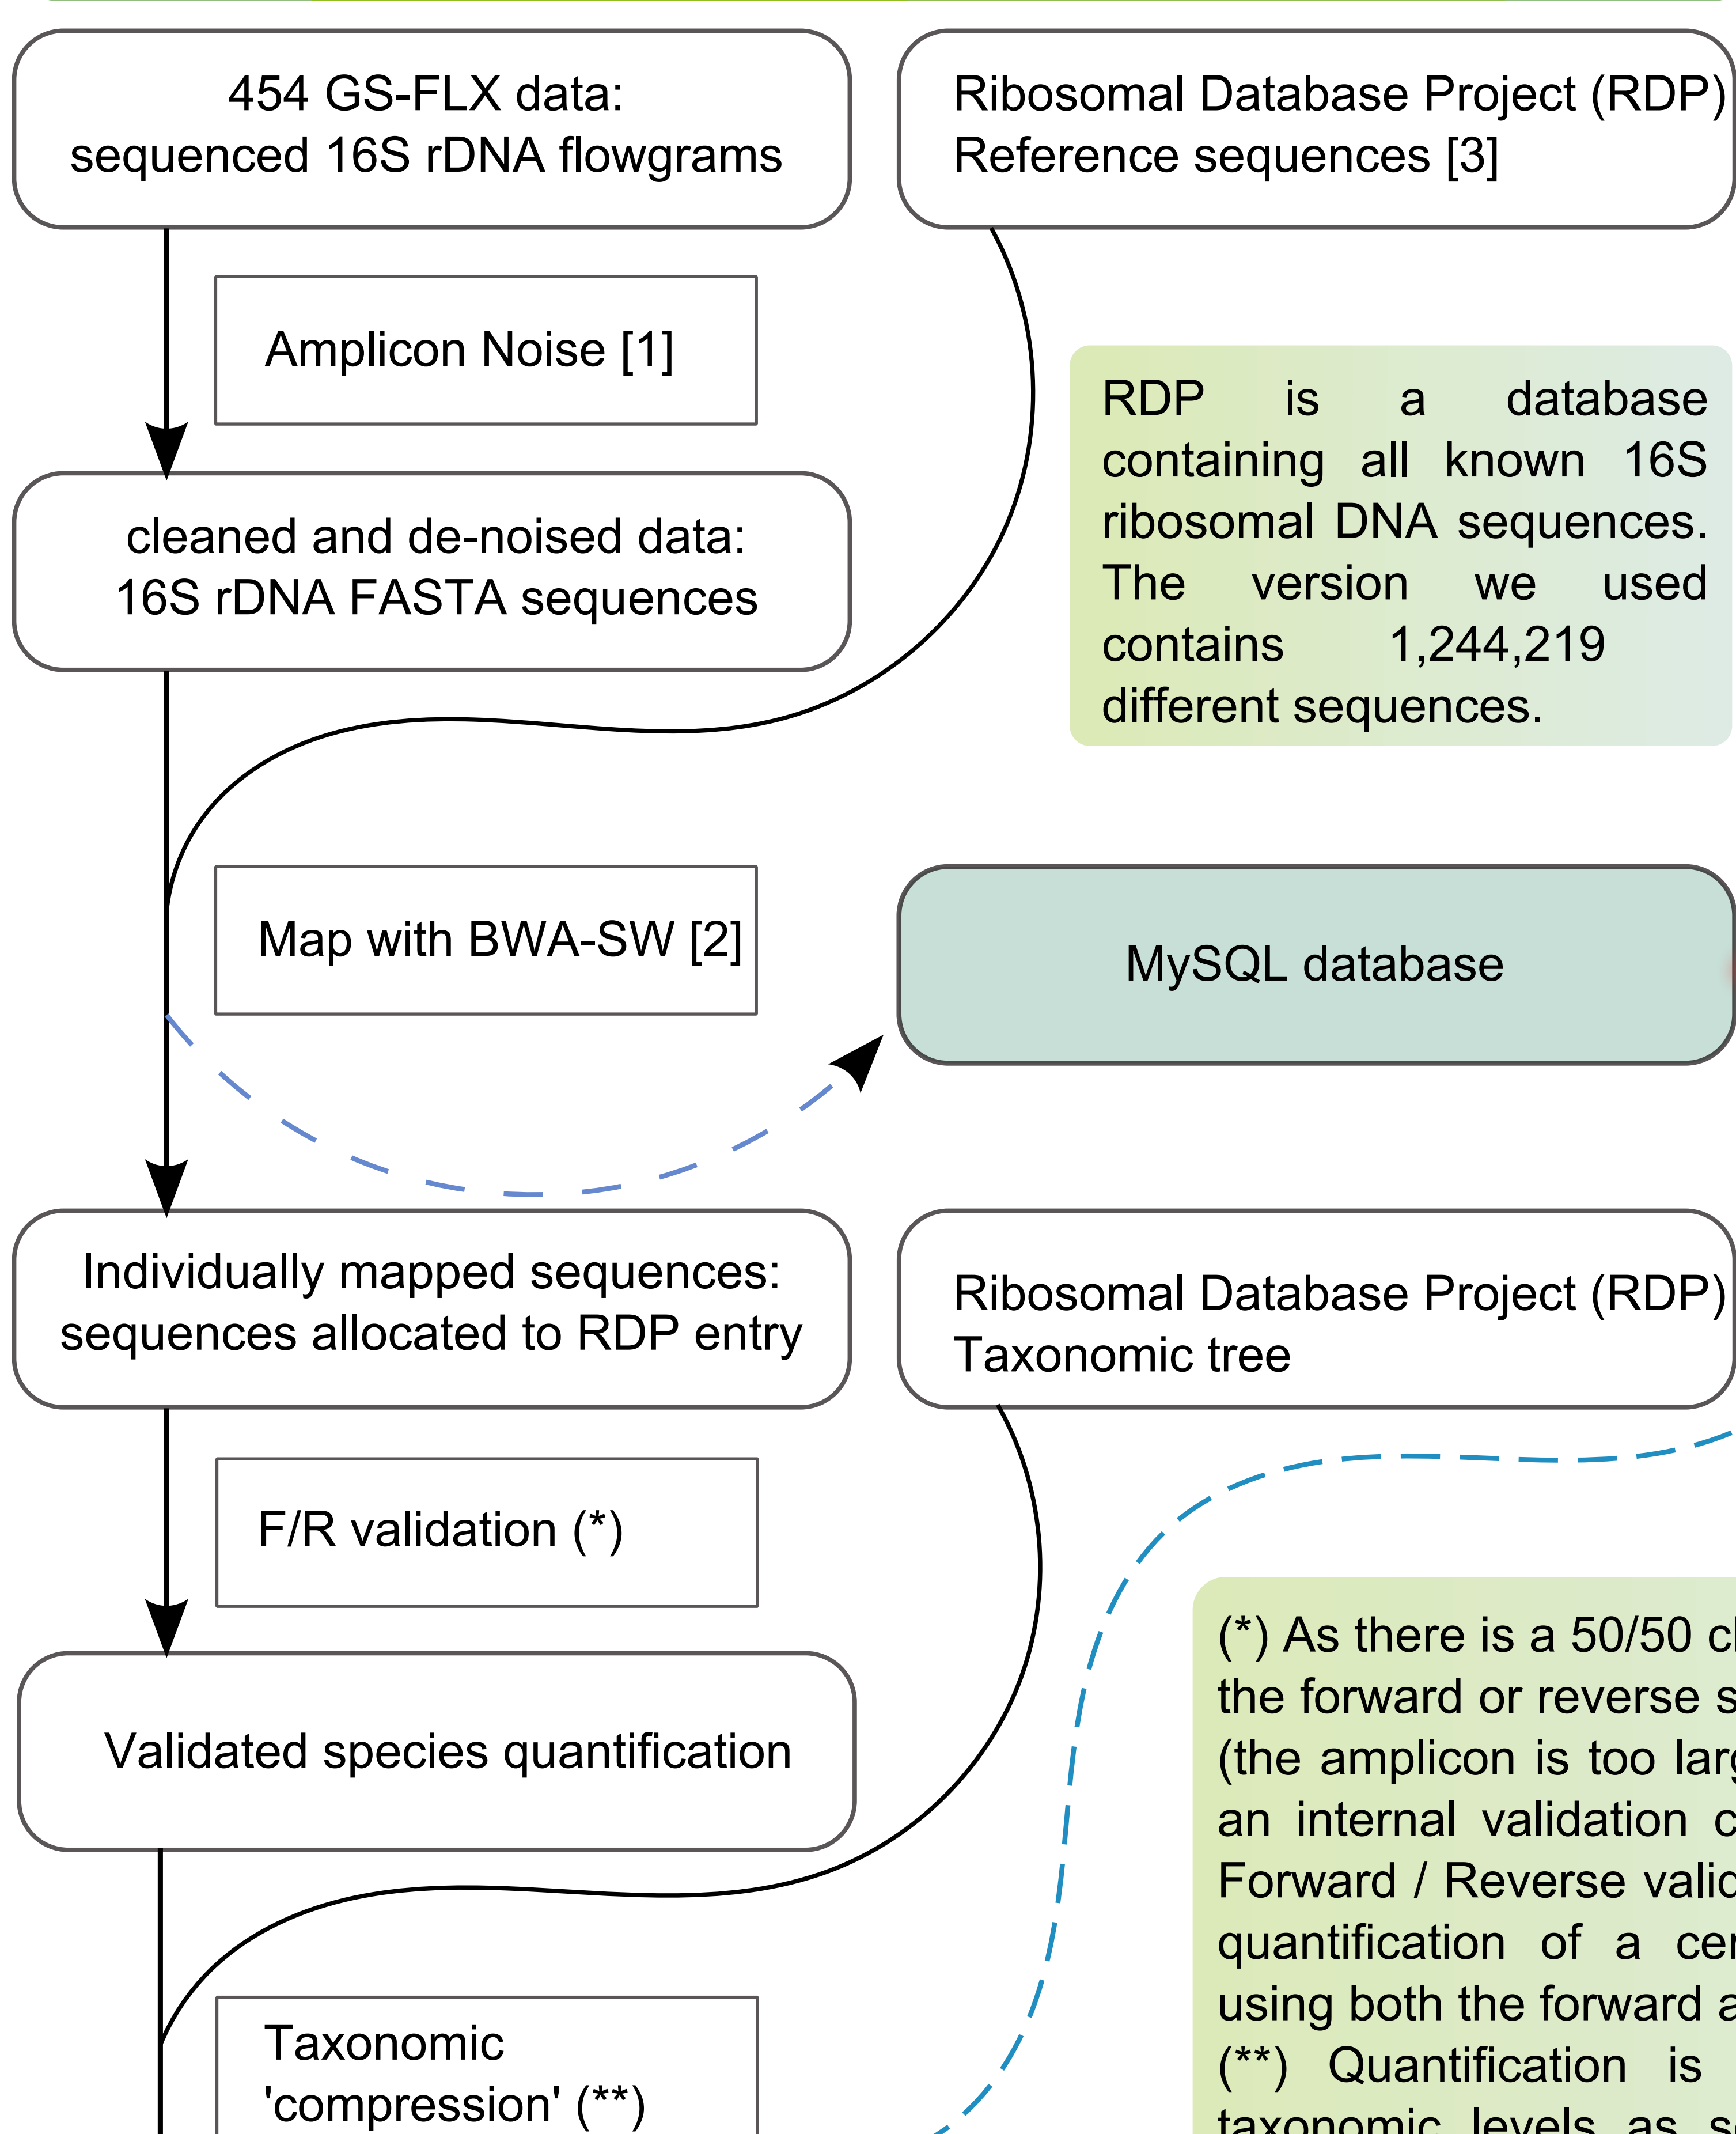 454 GS-FLX data:
sequenced 16S rDNA flowgrams
Ribosomal Database Project (RDP)
Reference sequences [3]
Amplicon Noise [1]
RDP is a database
containing all known 16S
ribosomal DNA sequences.
The version we used
contains 1,244,219
different sequences.
cleaned and de-noised data:
16S rDNA FASTA sequences
Map with BWA-SW [2]
MySQL database
Individually mapped sequences:
sequences allocated to RDP entry
Ribosomal Database Project (RDP)
Taxonomic tree
F/R validation (*)
Validated species quantification
(*) As there is a 50/50
the forward or reverse
(the amplicon is too
an internal validation
Forward / Reverse
quantification of a
using both the forward
(**) Quantification is
taxonomic levels as
Taxonomic
'compression' (**)